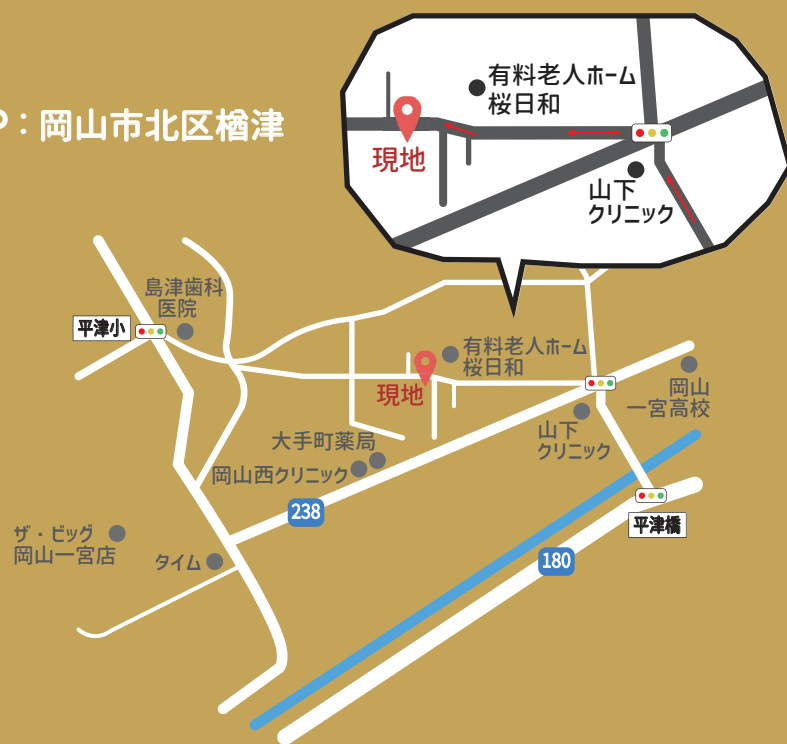 P：岡山市北区楢津
有料老人ホーム
桜日和
現地
山下
クリニック
島津歯科
医院
平津小
有料老人ホーム
桜日和
現地
岡山
一宮高校
大手町薬局
山下
クリニック
岡山西クリニック
238
平津橋
ザ・ビッグ
岡山一宮店
タイム
180